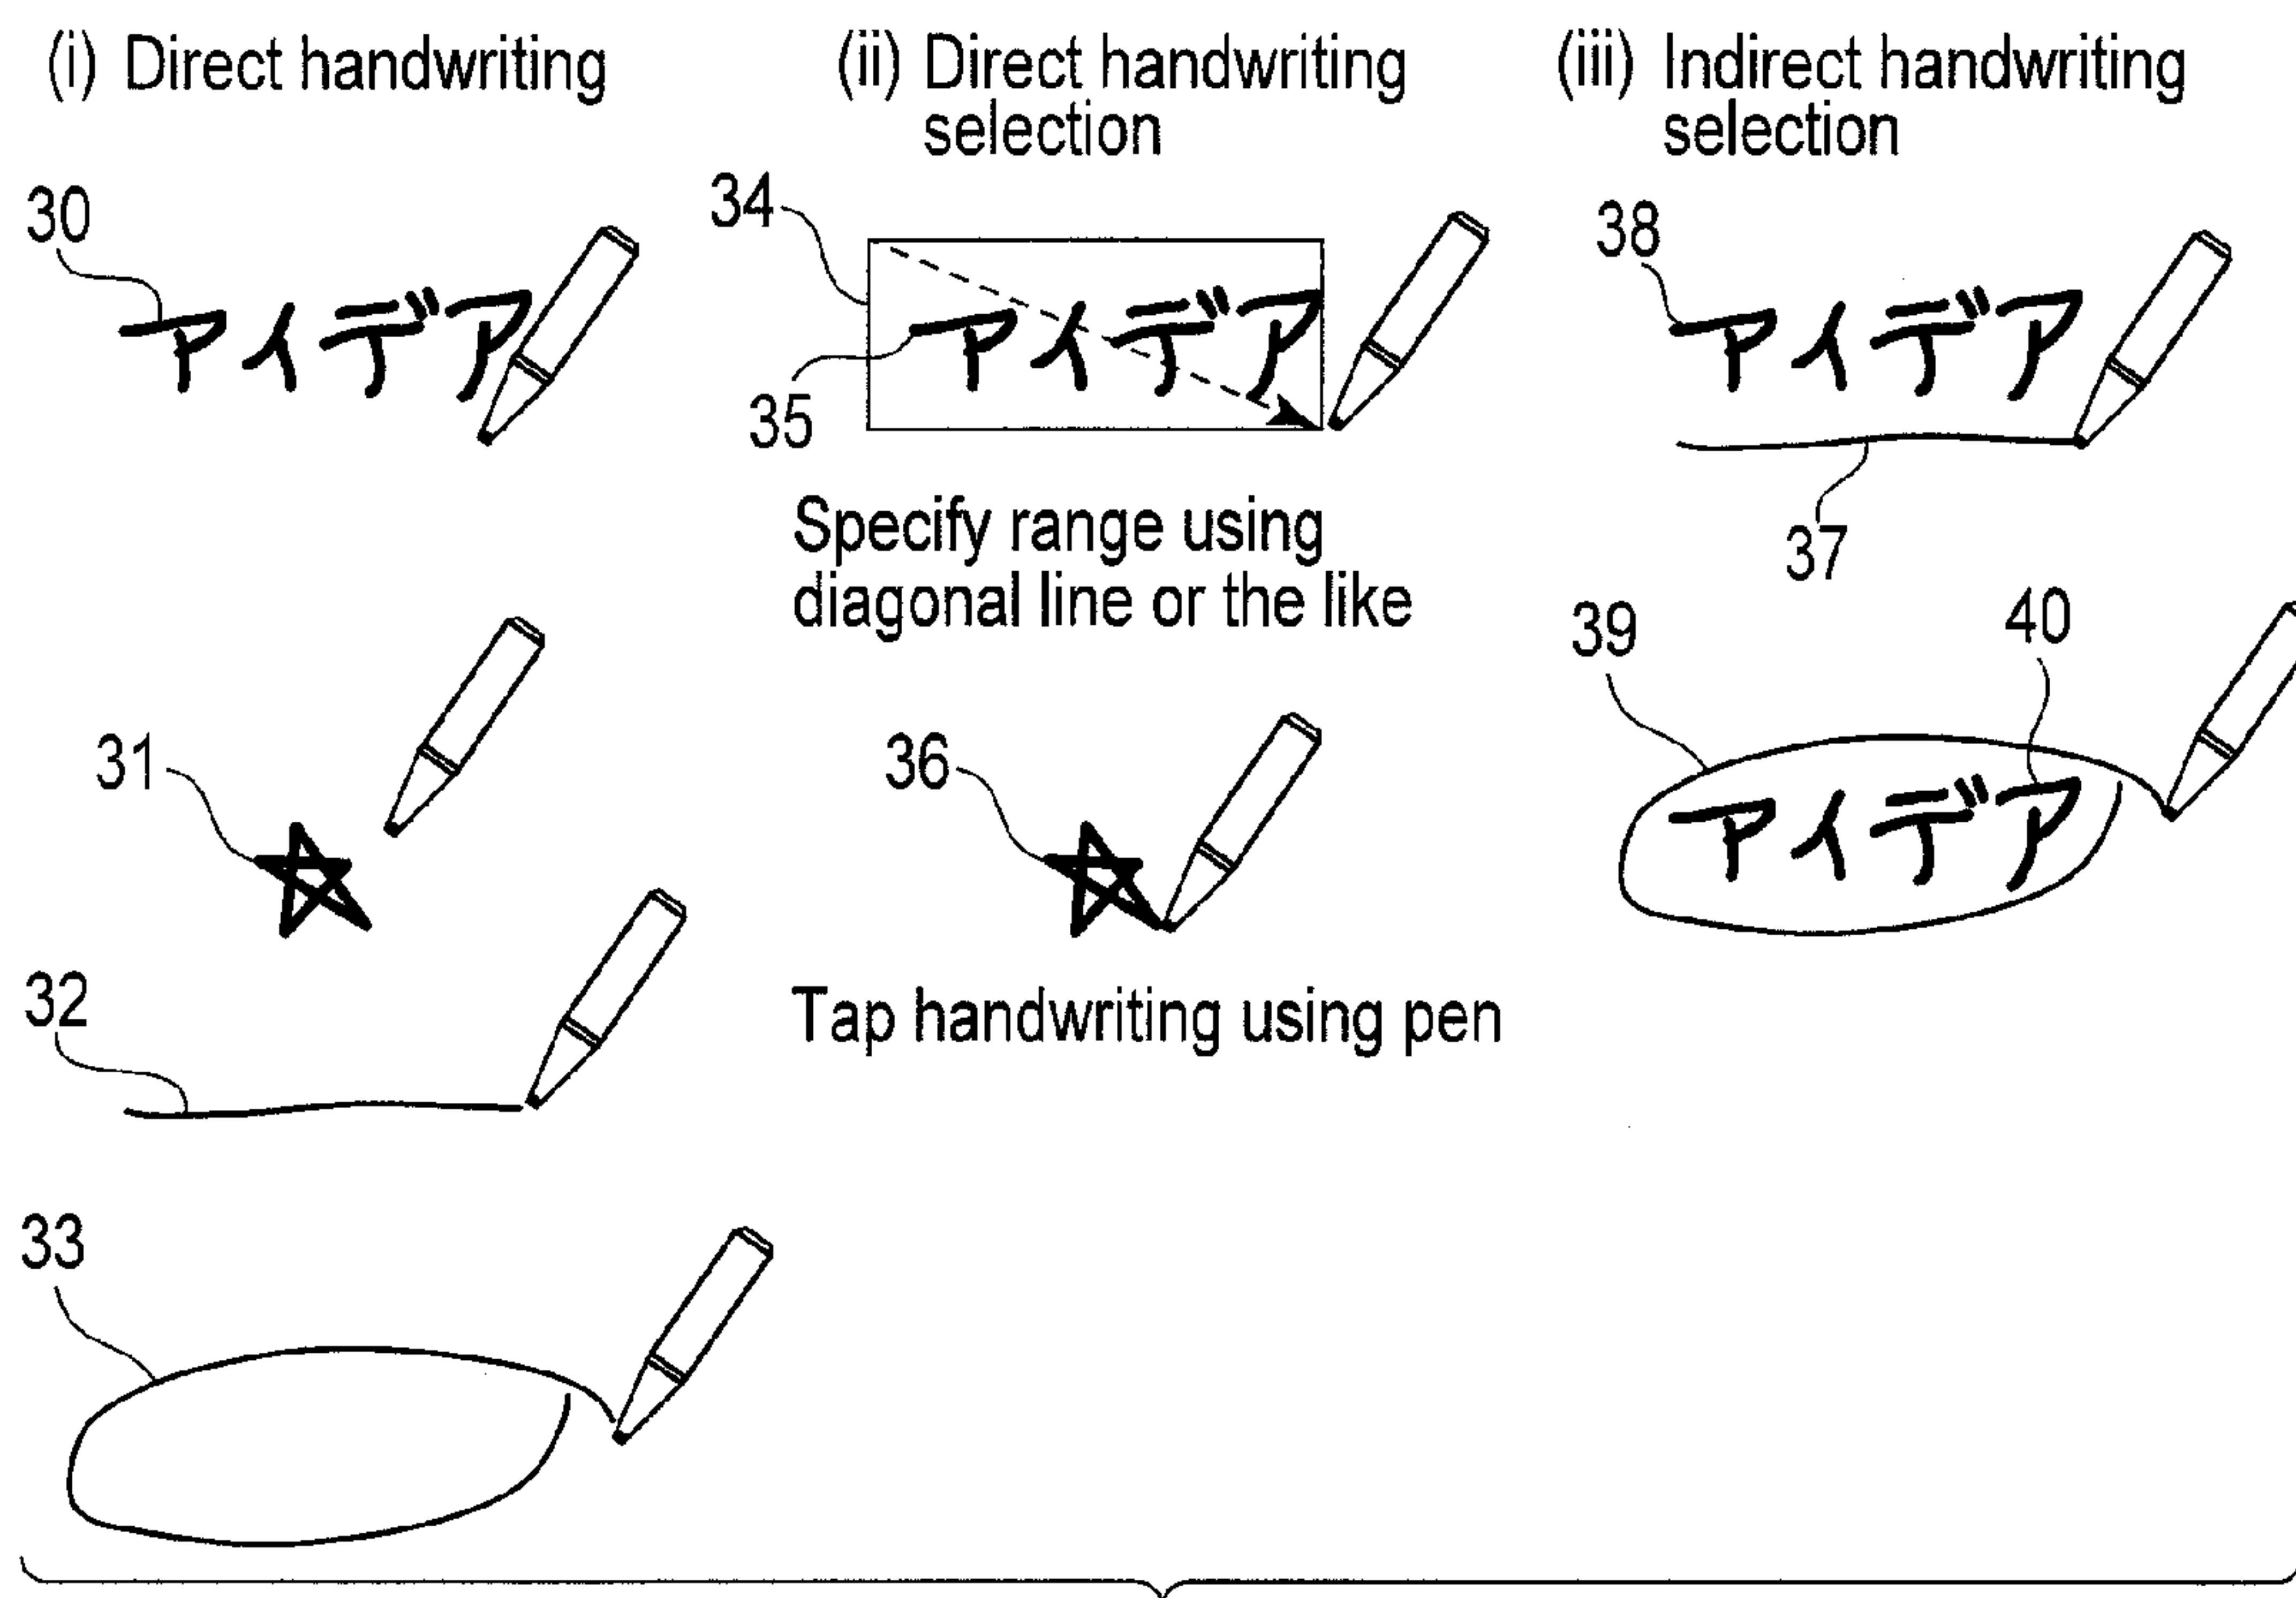 (i) Direct handwriting
30
アイデア
31
32
33
(ii) Direct handwriting
selection
34
アイデア
35
Specify range using
diagonal line or the like
36
Tap handwriting using pen
(iii) Indirect handwriting
selection
38
アイデア
37
39
40
アイデア